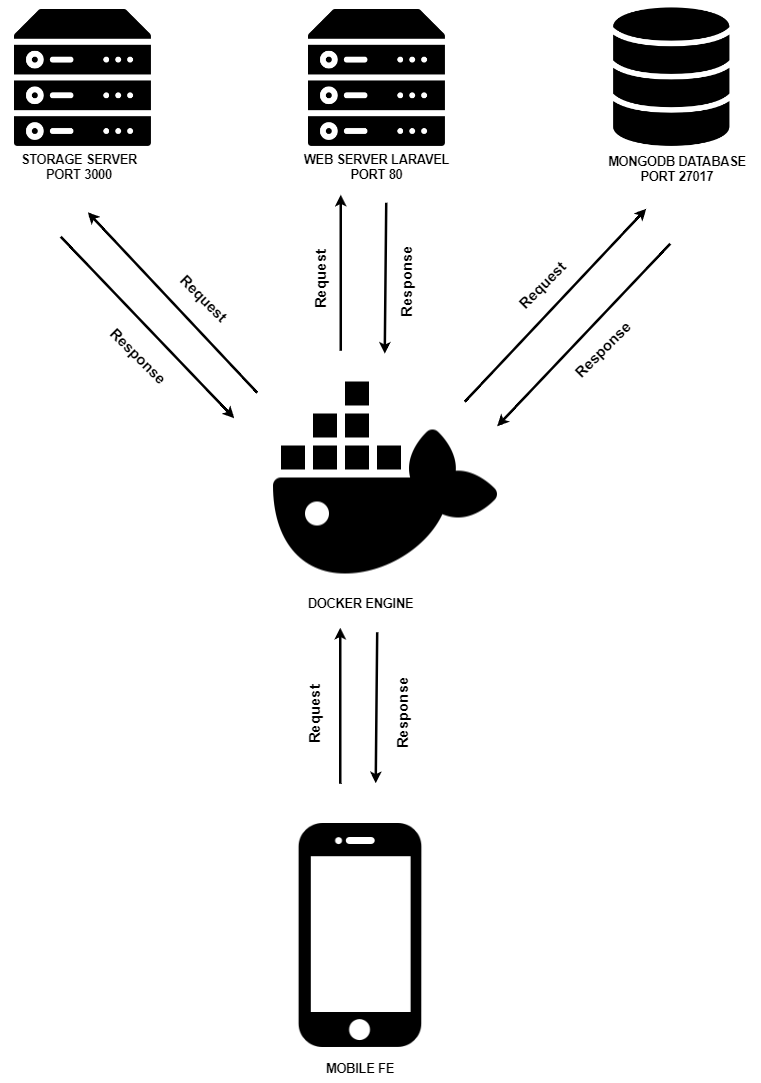 STORAGE SERVER
PORT 3000
WEB SERVER LARAVEL
PORT 80
MONGODB DATABASE
PORT 27017
Request
Response
Request
Response
Request
Response
DOCKER ENGINE
Request
Response
MOBILE FE